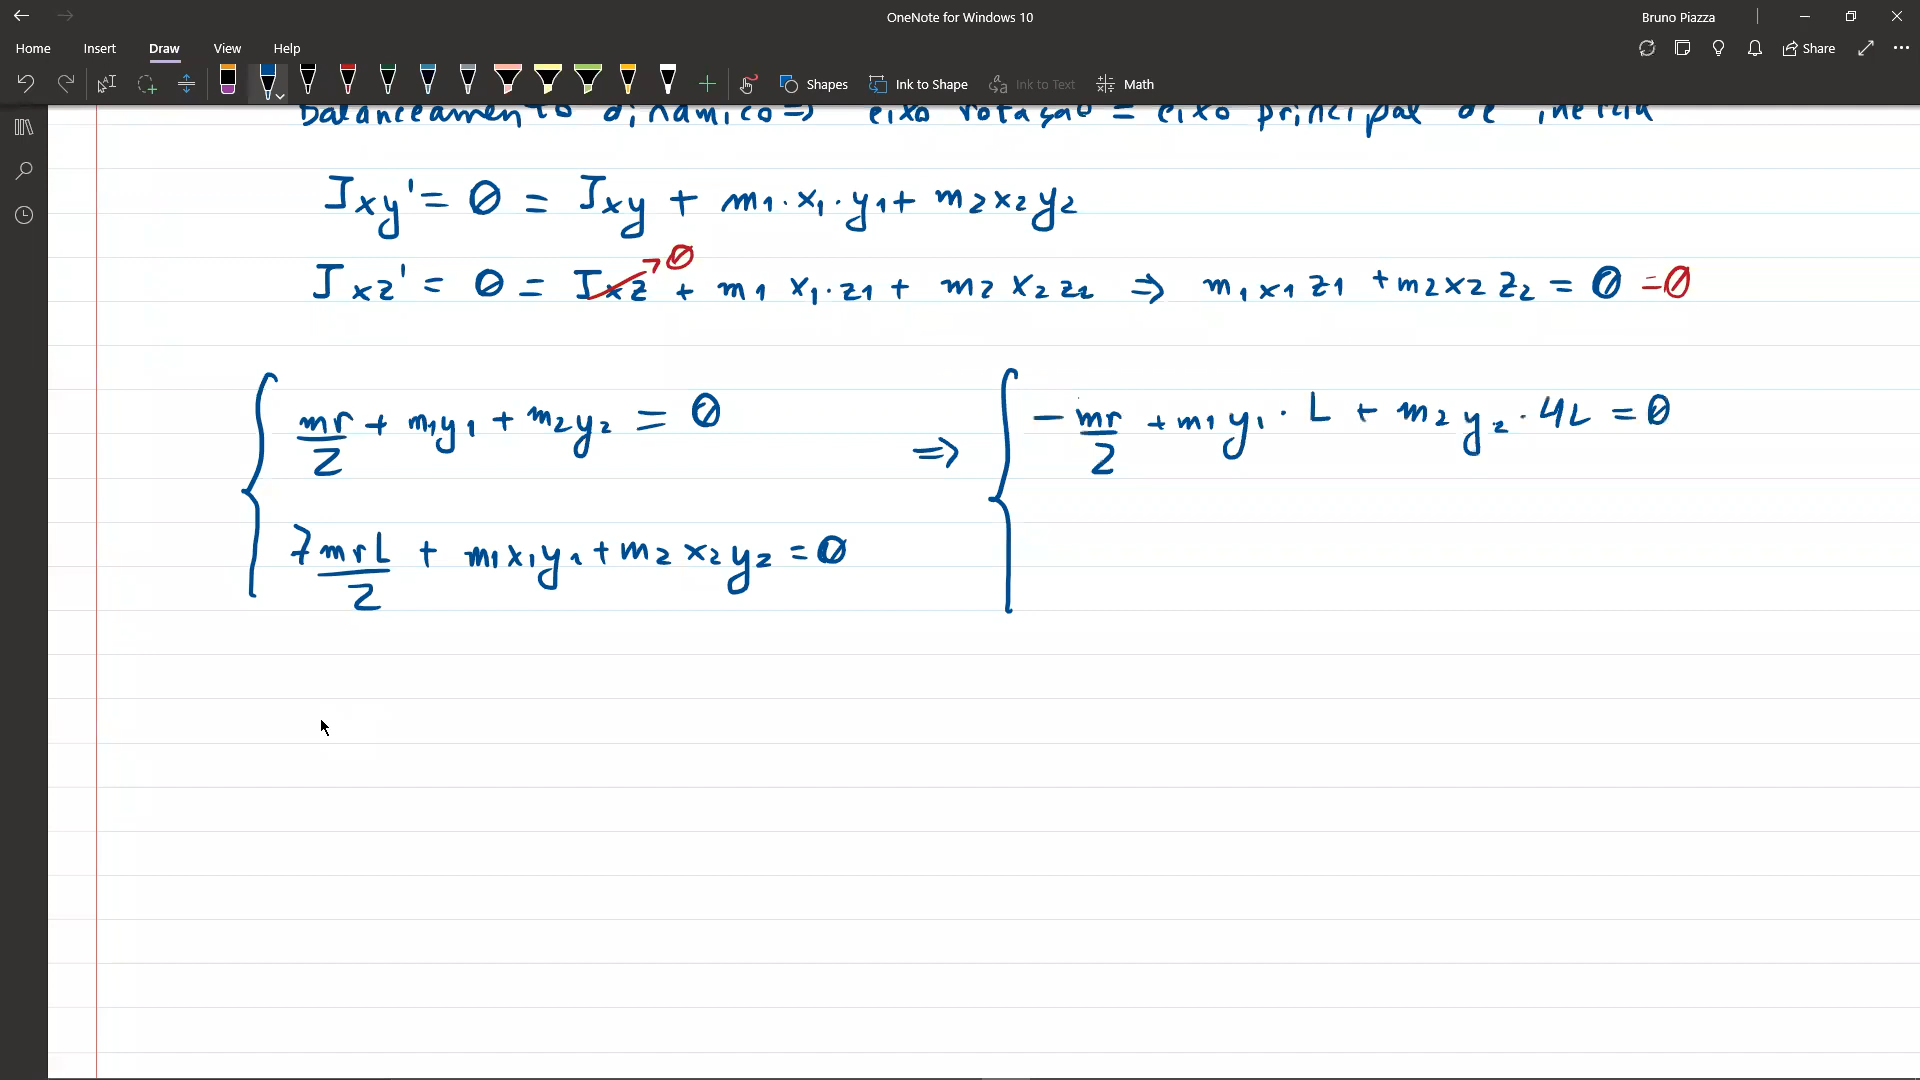 OneNote for Windows 10
Bruno Piazza
Home Insert Draw View Help
Share
Shapes Ink to Shape Ink to Text Math
Balanceamento dinâmico ⇒ eixo rotação = eixo principal de inércia
Jxy' = 0 = Jxy + m1·x1·y1 + m2x2y2
Jxz' = 0 = Ixz → 0 + m1 x1·z1 + m2 x2 z2 ⇒ m1x1z1 + m2x2z2 = 0 = 0
{ mr/2 + m1y1 + m2y2 = 0 ⇒ { - mr/2 + m1y1·L + m2y2·4L = 0
7mrL/2 + m1x1y1 + m2x2y2 = 0